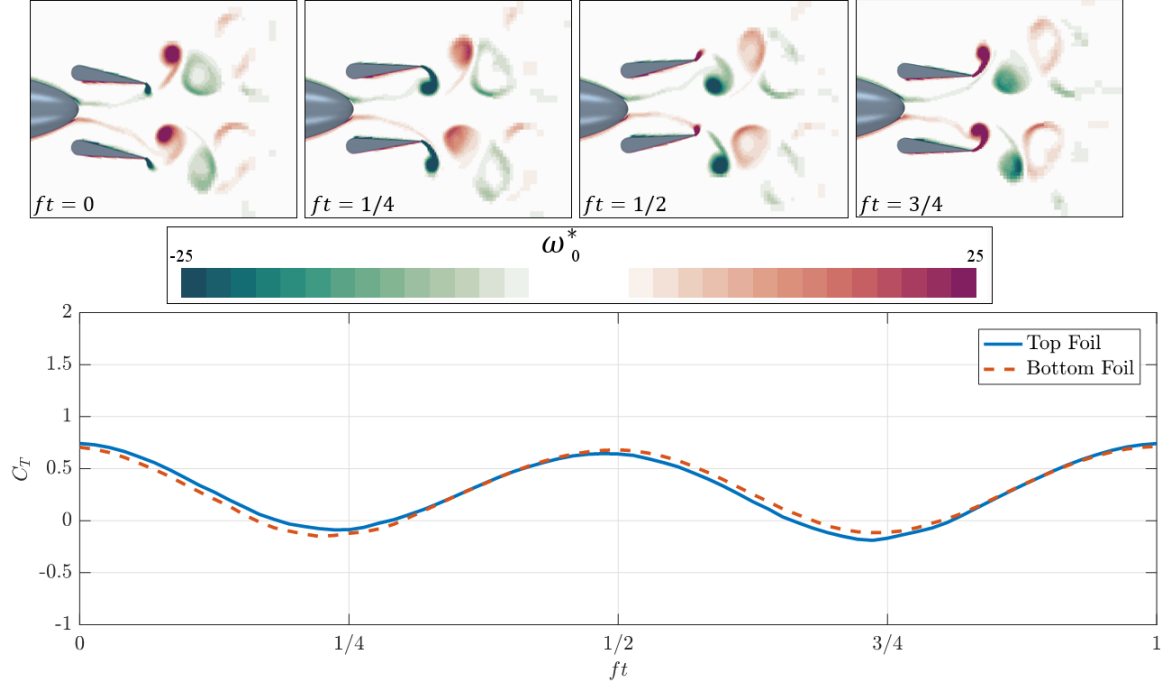 ft = 0
ft = 1/4
ft = 1/2
ft = 3/4
ω*0
-25
25
2
1.5
1
0.5
0
-0.5
-1
C_T
Top Foil
Bottom Foil
0
1/4
1/2
3/4
1
ft